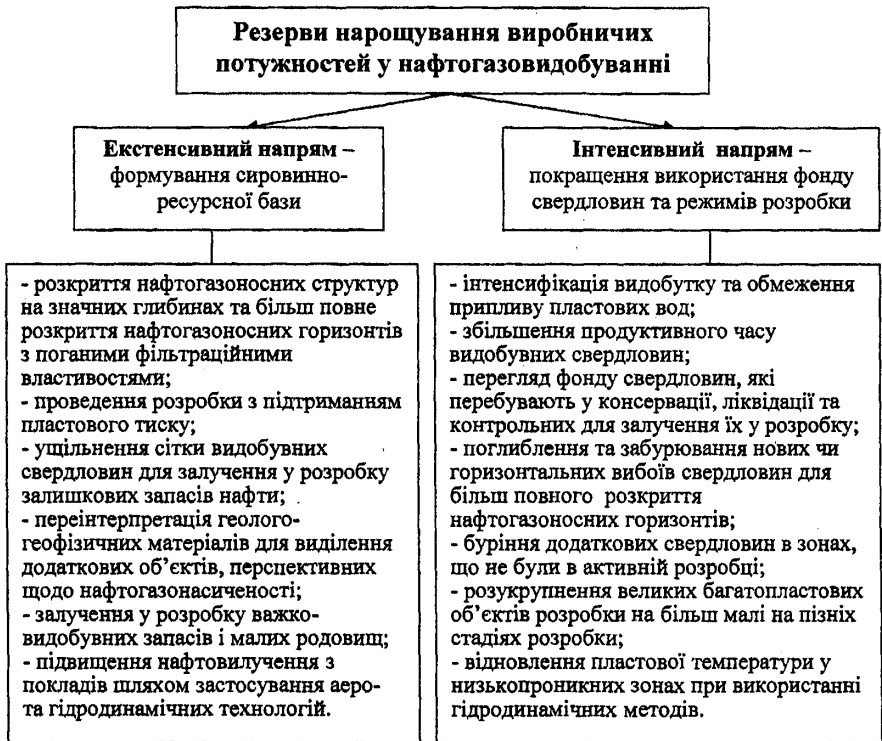 Резерви нарощування виробничих
потужностей у нафтогазовидобуванні
Екстенсивний напрям –
формування сировинно-
ресурсної бази
Інтенсивний напрям –
покращення використання фонду
свердловин та режимів розробки
- розкриття нафтогазоносних структур
на значних глибинах та більш повне
розкриття нафтогазоносних горизонтів
з поганими фільтраційними
властивостями;
- проведення розробки з підтриманням
пластового тиску;
- ущільнення сітки видобувних
свердловин для залучення у розробку
залишкових запасів нафти;
- переінтерпретація геолого-
геофізичних матеріалів для виділення
додаткових об’єктів, перспективних
щодо нафтогазонасиченості;
- залучення у розробку важко-
видобувних запасів і малих родовищ;
- підвищення нафтовилучення з
покладів шляхом застосування аеро-
та гідродинамічних технологій.
- інтенсифікація видобутку та обмеження
припливу пластових вод;
- збільшення продуктивного часу
видобувних свердловин;
- перегляд фонду свердловин, які
перебувають у консервації, ліквідації та
контрольних для залучення їх у розробку;
- поглиблення та забурювання нових чи
горизонтальних вибоїв свердловин для
більш повного розкриття
нафтогазоносних горизонтів;
- буріння додаткових свердловин в зонах,
що не були в активній розробці;
- розукрупнення великих багатопластових
об’єктів розробки на більш малі на пізніх
стадіях розробки;
- відновлення пластової температури у
низькопроникних зонах при використанні
гідродинамічних методів.